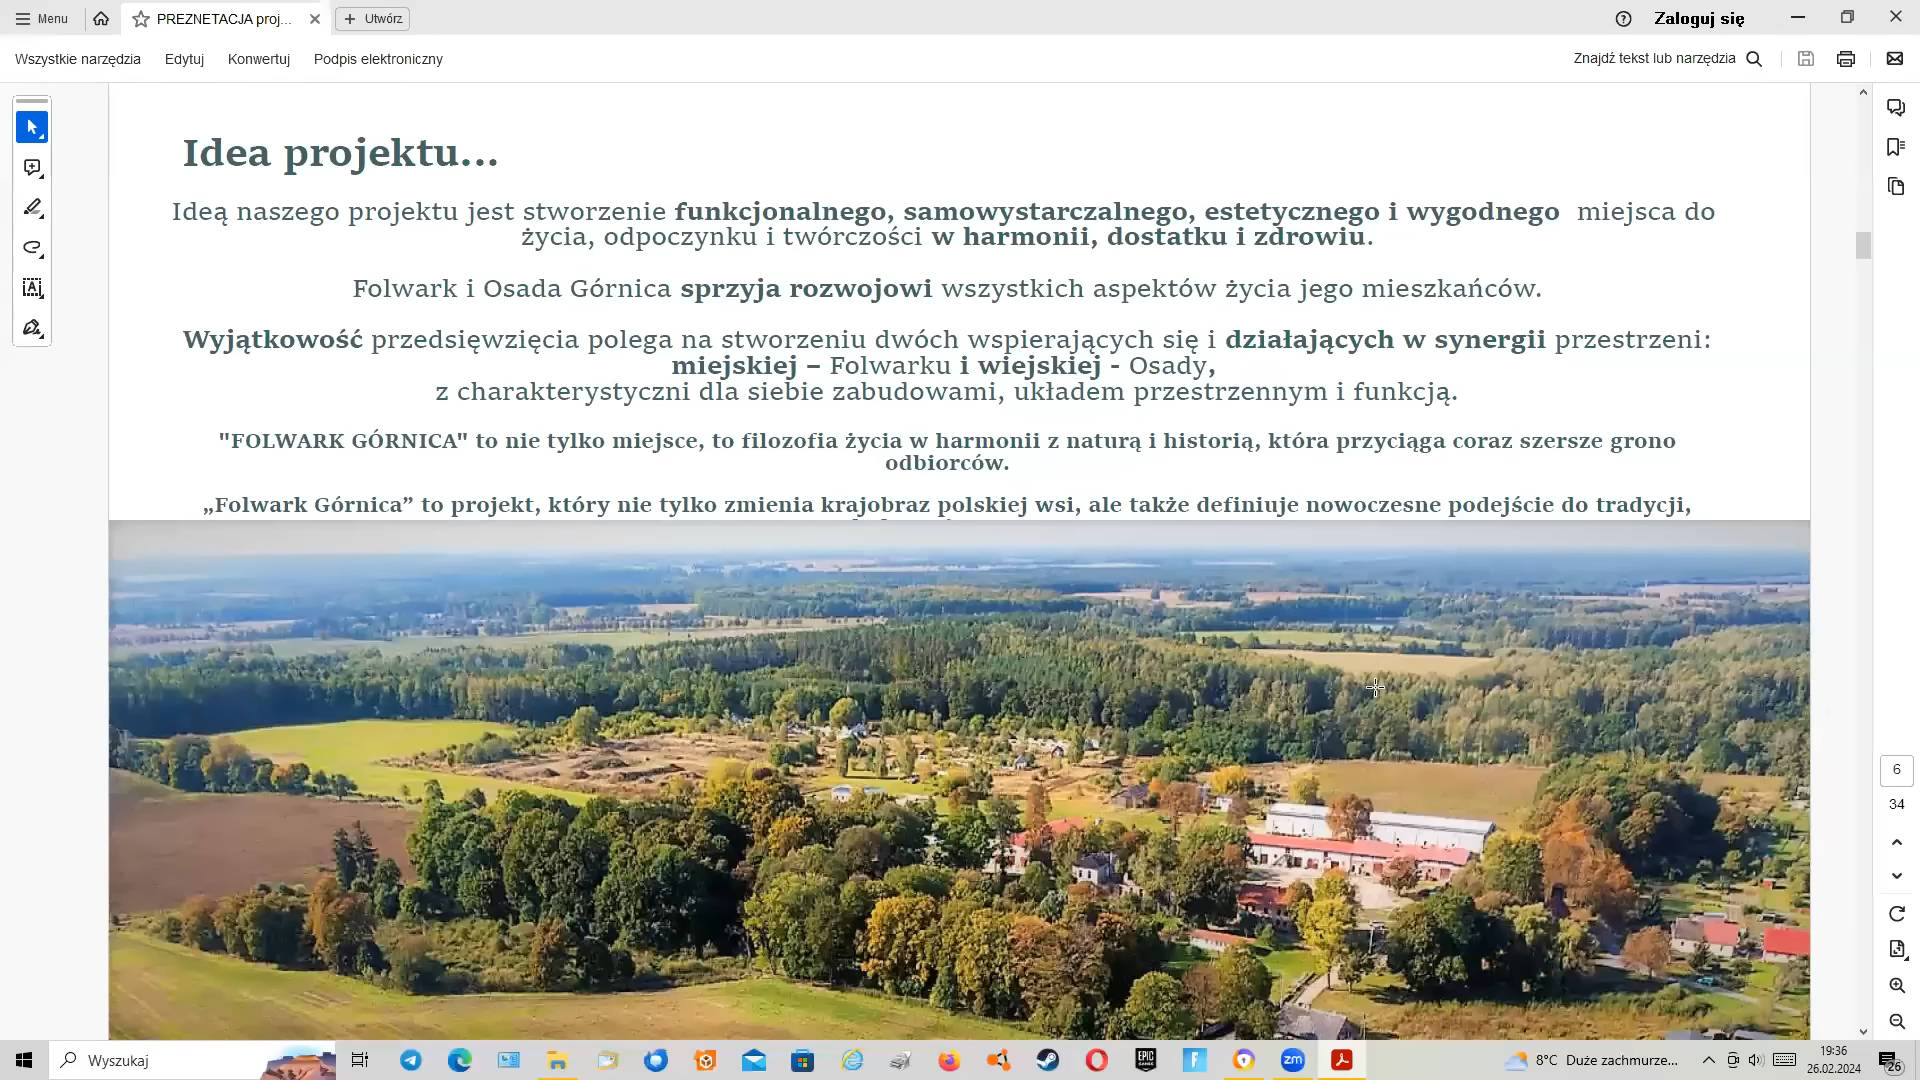 Menu
PREZNETACJA proj...
Utwórz
Zaloguj się
Wszystkie narzędzia
Edytuj
Konwertuj
Podpis elektroniczny
Znajdź tekst lub narzędzia
Idea projektu...
Ideą naszego projektu jest stworzenie funkcjonalnego, samowystarczalnego, estetycznego i wygodnego miejsca do
życia, odpoczynku i twórczości w harmonii, dostatku i zdrowiu.
Folwark i Osada Górnica sprzyja rozwojowi wszystkich aspektów życia jego mieszkańców.
Wyjątkowość przedsięwzięcia polega na stworzeniu dwóch wspierających się i działających w synergii przestrzeni:
miejskiej – Folwarku i wiejskiej - Osady,
z charakterystyczni dla siebie zabudowami, układem przestrzennym i funkcją.
"FOLWARK GÓRNICA" to nie tylko miejsce, to filozofia życia w harmonii z naturą i historią, która przyciąga coraz szersze grono
odbiorców.
„Folwark Górnica” to projekt, który nie tylko zmienia krajobraz polskiej wsi, ale także definiuje nowoczesne podejście do tradycji,
6
34
Wyszukaj
EPIC
GAMES
zm
8°C Duże zachmurze...
19:36
26.02.2024
26